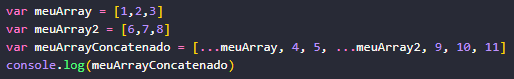 var meuArray = [1,2,3]
var meuArray2 = [6,7,8]
var meuArrayConcatenado = [...meuArray, 4, 5, ...meuArray2, 9, 10, 11]
console.log(meuArrayConcatenado)